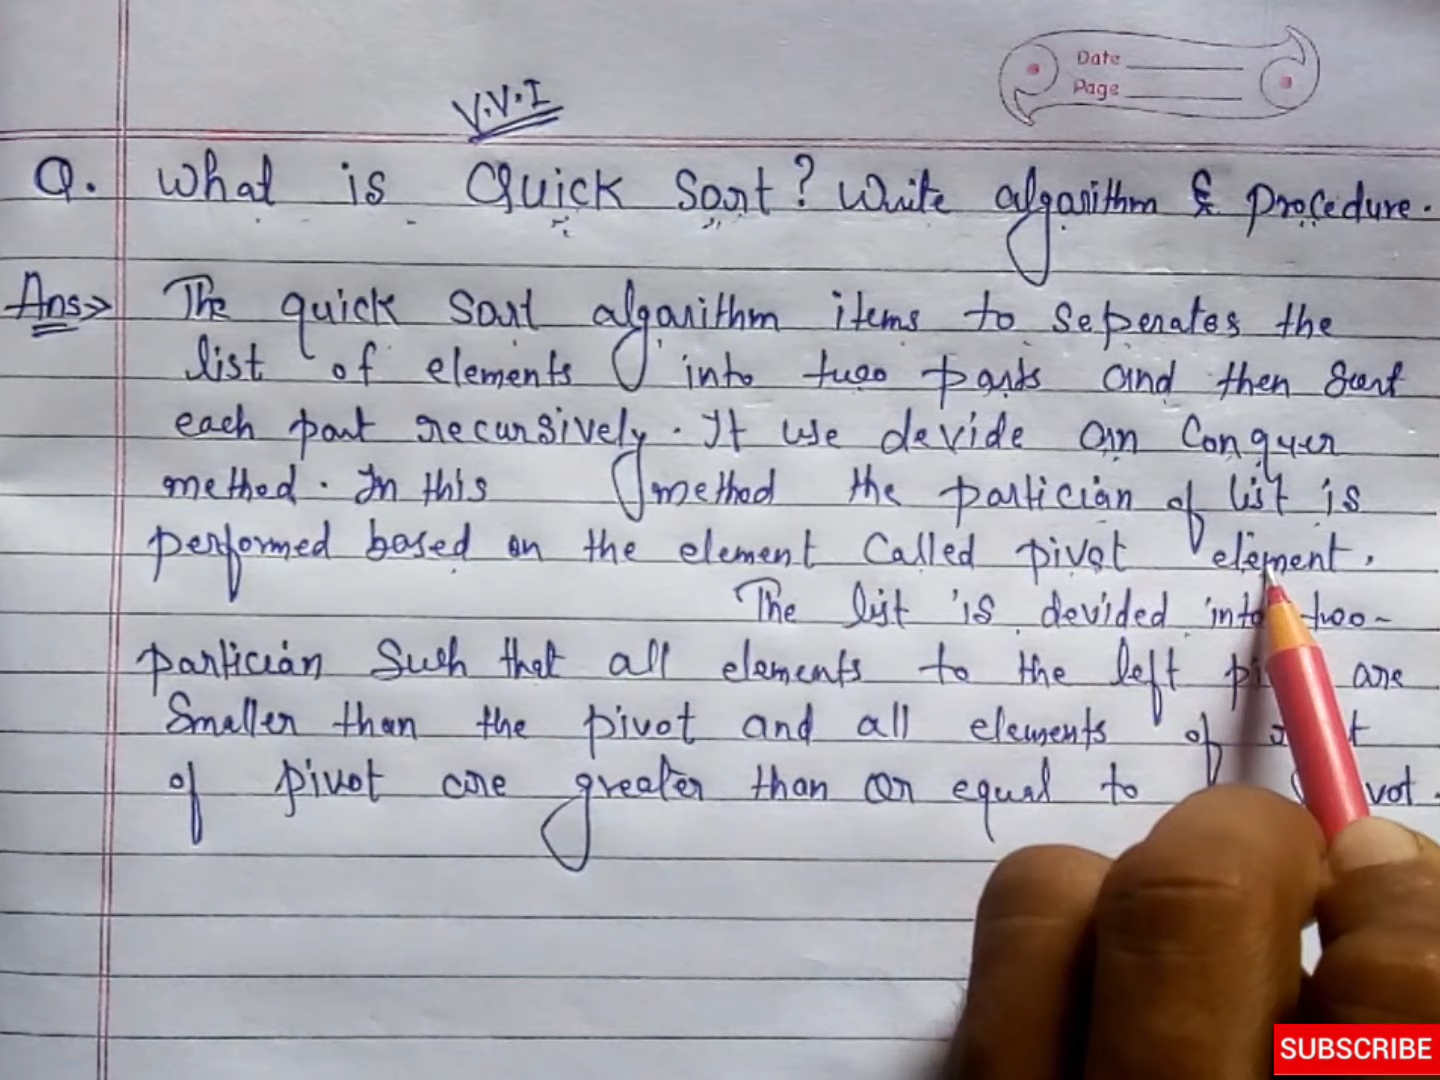 Date
Page
V.V.I
Q. What is Quick Sort? Write algorithm & procedure.
Ans> The quick Sort algorithm items to seperates the
list of elements into two parts and then Sort
each part recursively. It use devide an Conquer
method. In this method the partician of list is
performed based on the element called pivot element.
The list is devided into two-
partician Such that all elements to the left are
Smaller than the pivot and all elements of
of pivot are greater than or equal to
SUBSCRIBE